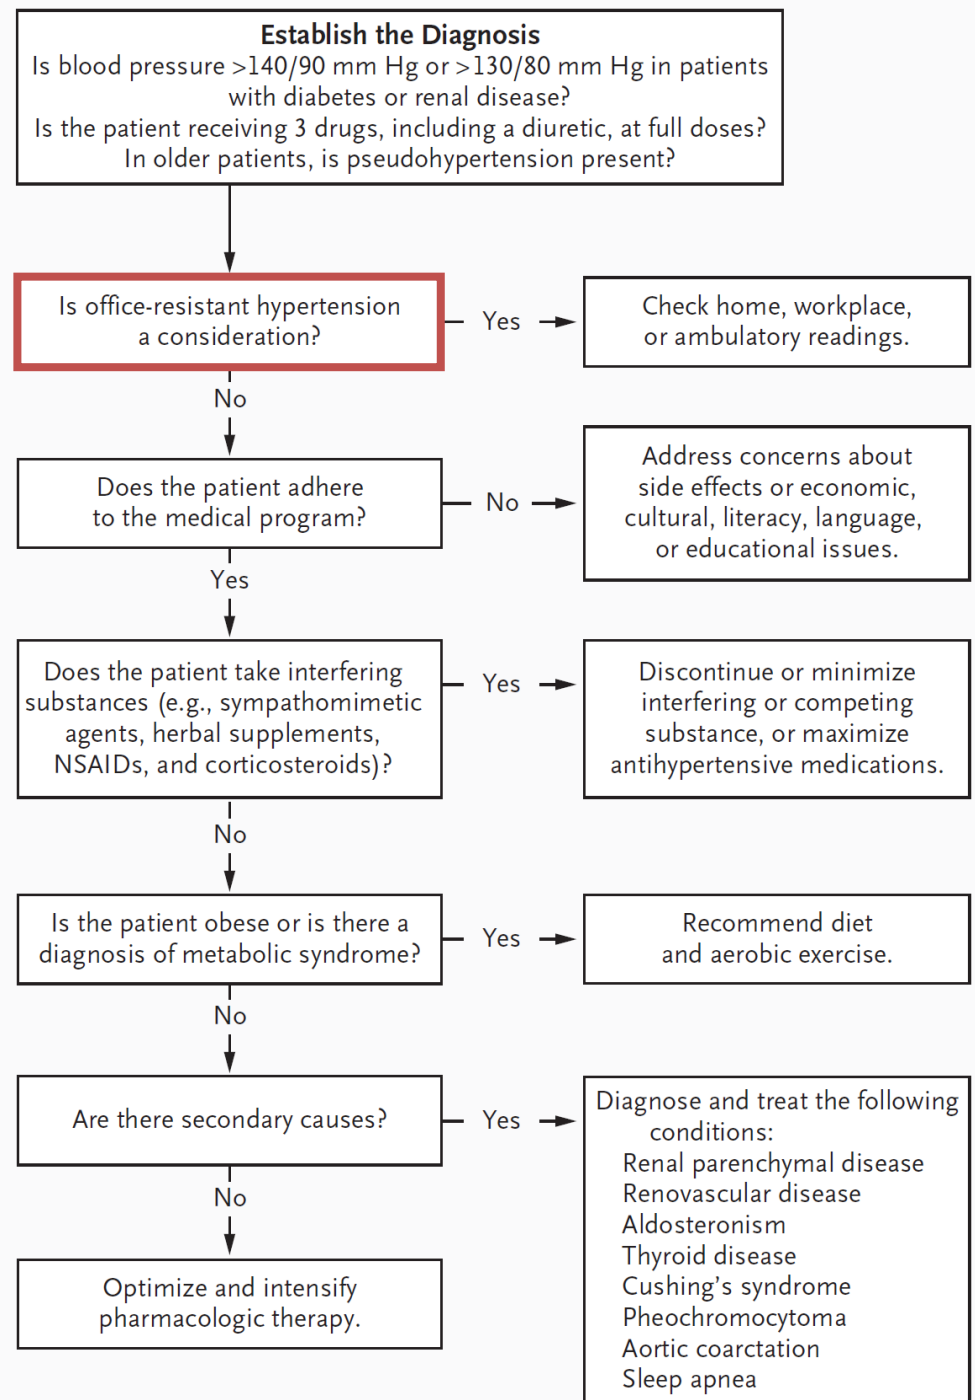 Establish the Diagnosis
Is blood pressure >140/90 mm Hg or >130/80 mm Hg in patients
with diabetes or renal disease?
Is the patient receiving 3 drugs, including a diuretic, at full doses?
In older patients, is pseudohypertension present?
Is office-resistant hypertension
a consideration?
Yes
Check home, workplace,
or ambulatory readings.
No
Does the patient adhere
to the medical program?
No
Address concerns about
side effects or economic,
cultural, literacy, language,
or educational issues.
Yes
Does the patient take interfering
substances (e.g., sympathomimetic
agents, herbal supplements,
NSAIDs, and corticosteroids)?
Yes
Discontinue or minimize
interfering or competing
substance, or maximize
antihypertensive medications.
No
Is the patient obese or is there a
diagnosis of metabolic syndrome?
Yes
Recommend diet
and aerobic exercise.
No
Are there secondary causes?
Yes
Diagnose and treat the following
conditions:
Renal parenchymal disease
Renovascular disease
Aldosteronism
Thyroid disease
Cushing’s syndrome
Pheochromocytoma
Aortic coarctation
Sleep apnea
No
Optimize and intensify
pharmacologic therapy.